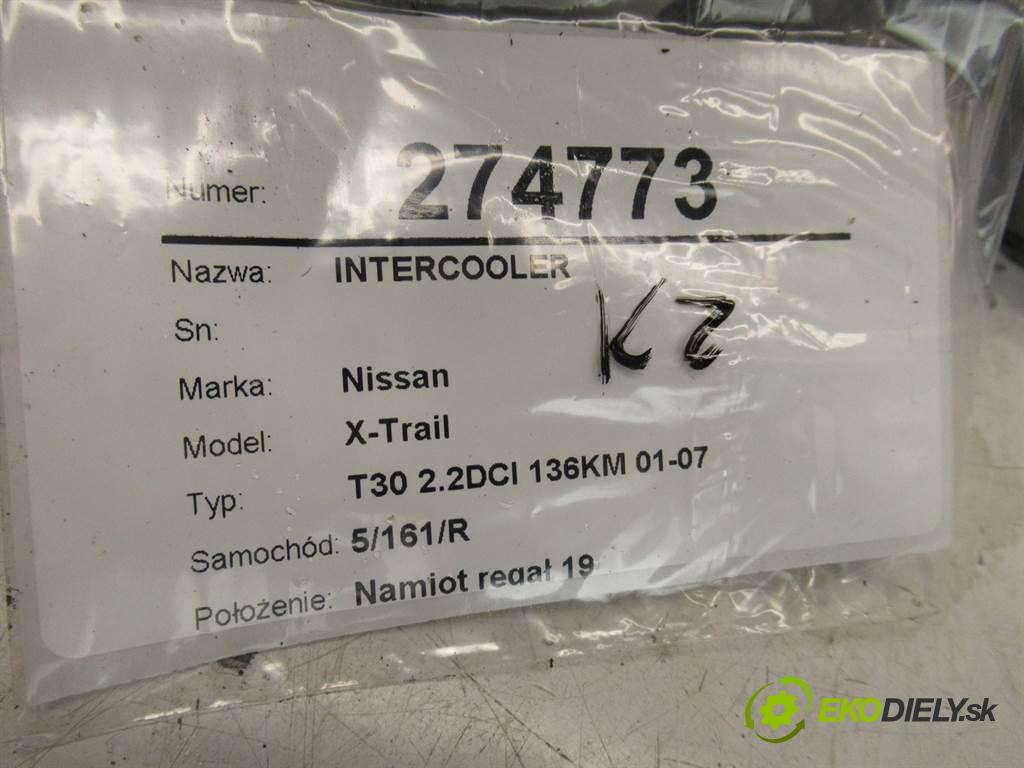 Numer: 274773
Nazwa: INTERCOOLER
Sn:
K2
Marka: Nissan
Model: X-Trail
Typ: T30 2.2DCI 136KM 01-07
Samochód: 5/161/R
Położenie: Namiot regał 19
EKODIELY.sk